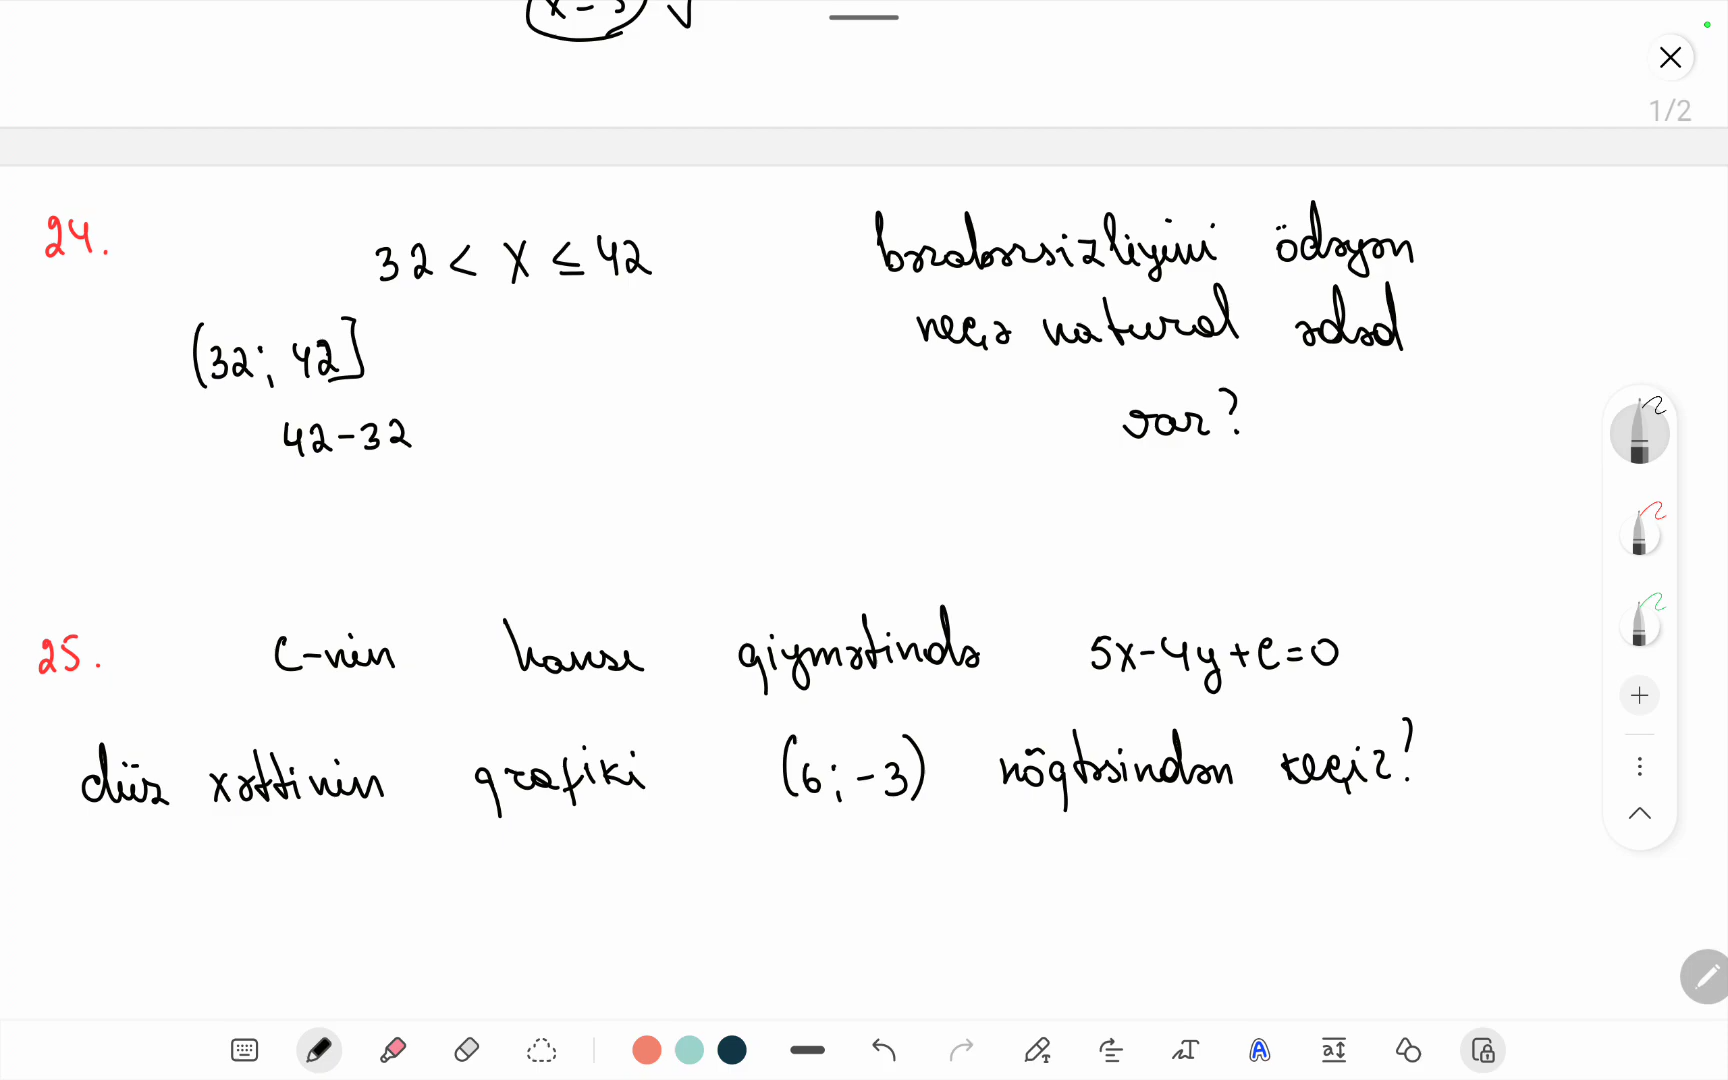 1/2
24.
32 < x ≤ 42
bərabərsizliyini ödəyən
neçə natural ədəd
var?
(32; 42]
42-32
25. C-nin hansı qiymətində 5x-4y+c=0
düz xəttinin qrafiki (6; -3) nöqtəsindən keçir?